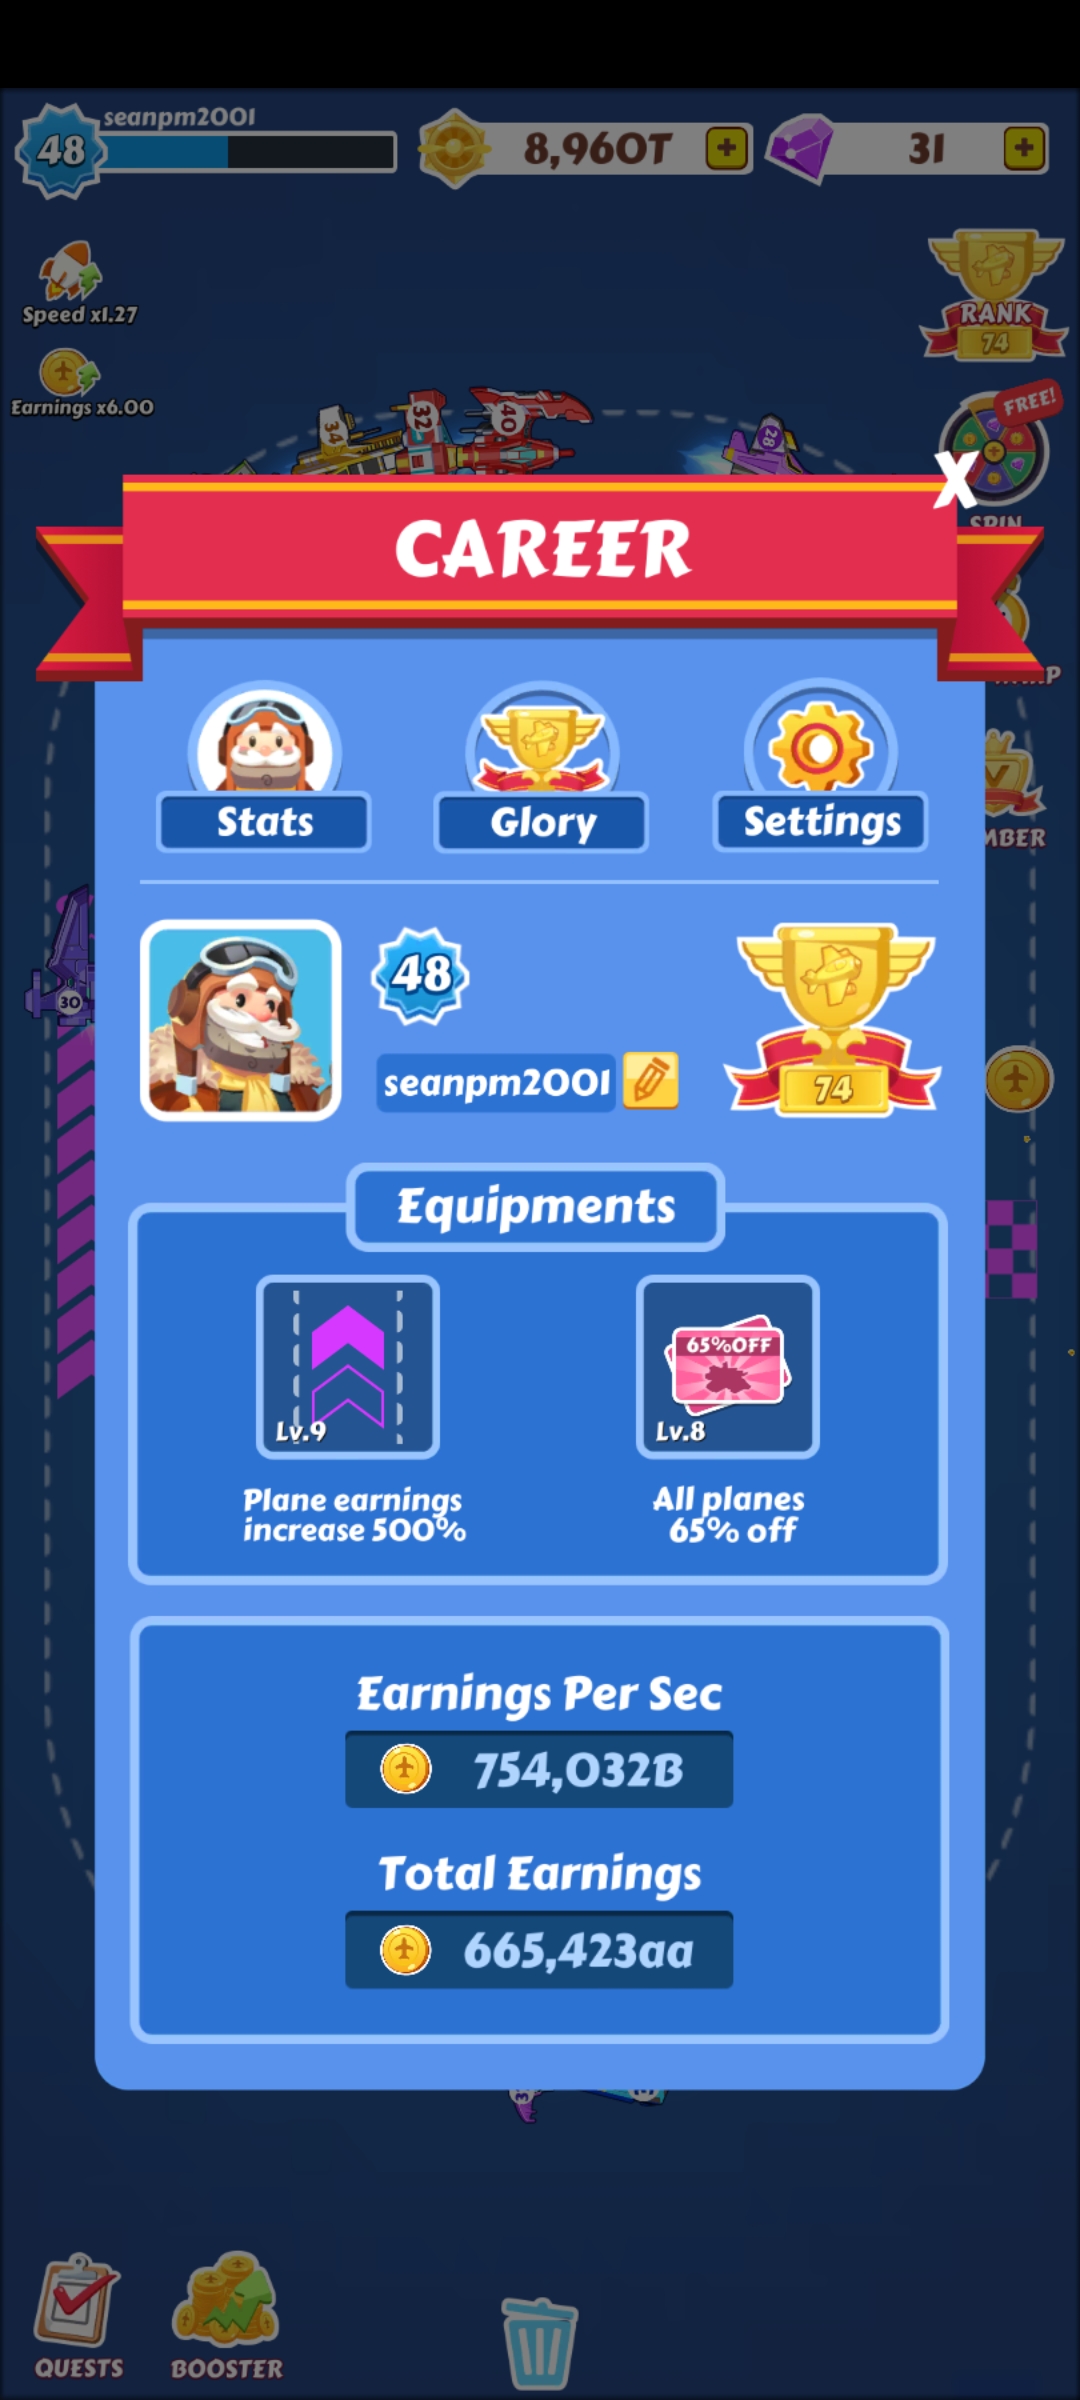 seanpm2001
48
8,960T
31
Speed x1.27
Earnings x6.00
RANK
74
FREE!
34
32
40
28
X
SPIN
CAREER
Stats
Glory
Settings
30
48
seanpm2001
74
Equipments
65%OFF
Lv.9
Lv.8
Plane earnings
increase 500%
All planes
65% off
Earnings Per Sec
754,032B
Total Earnings
665,423aa
QUESTS
BOOSTER